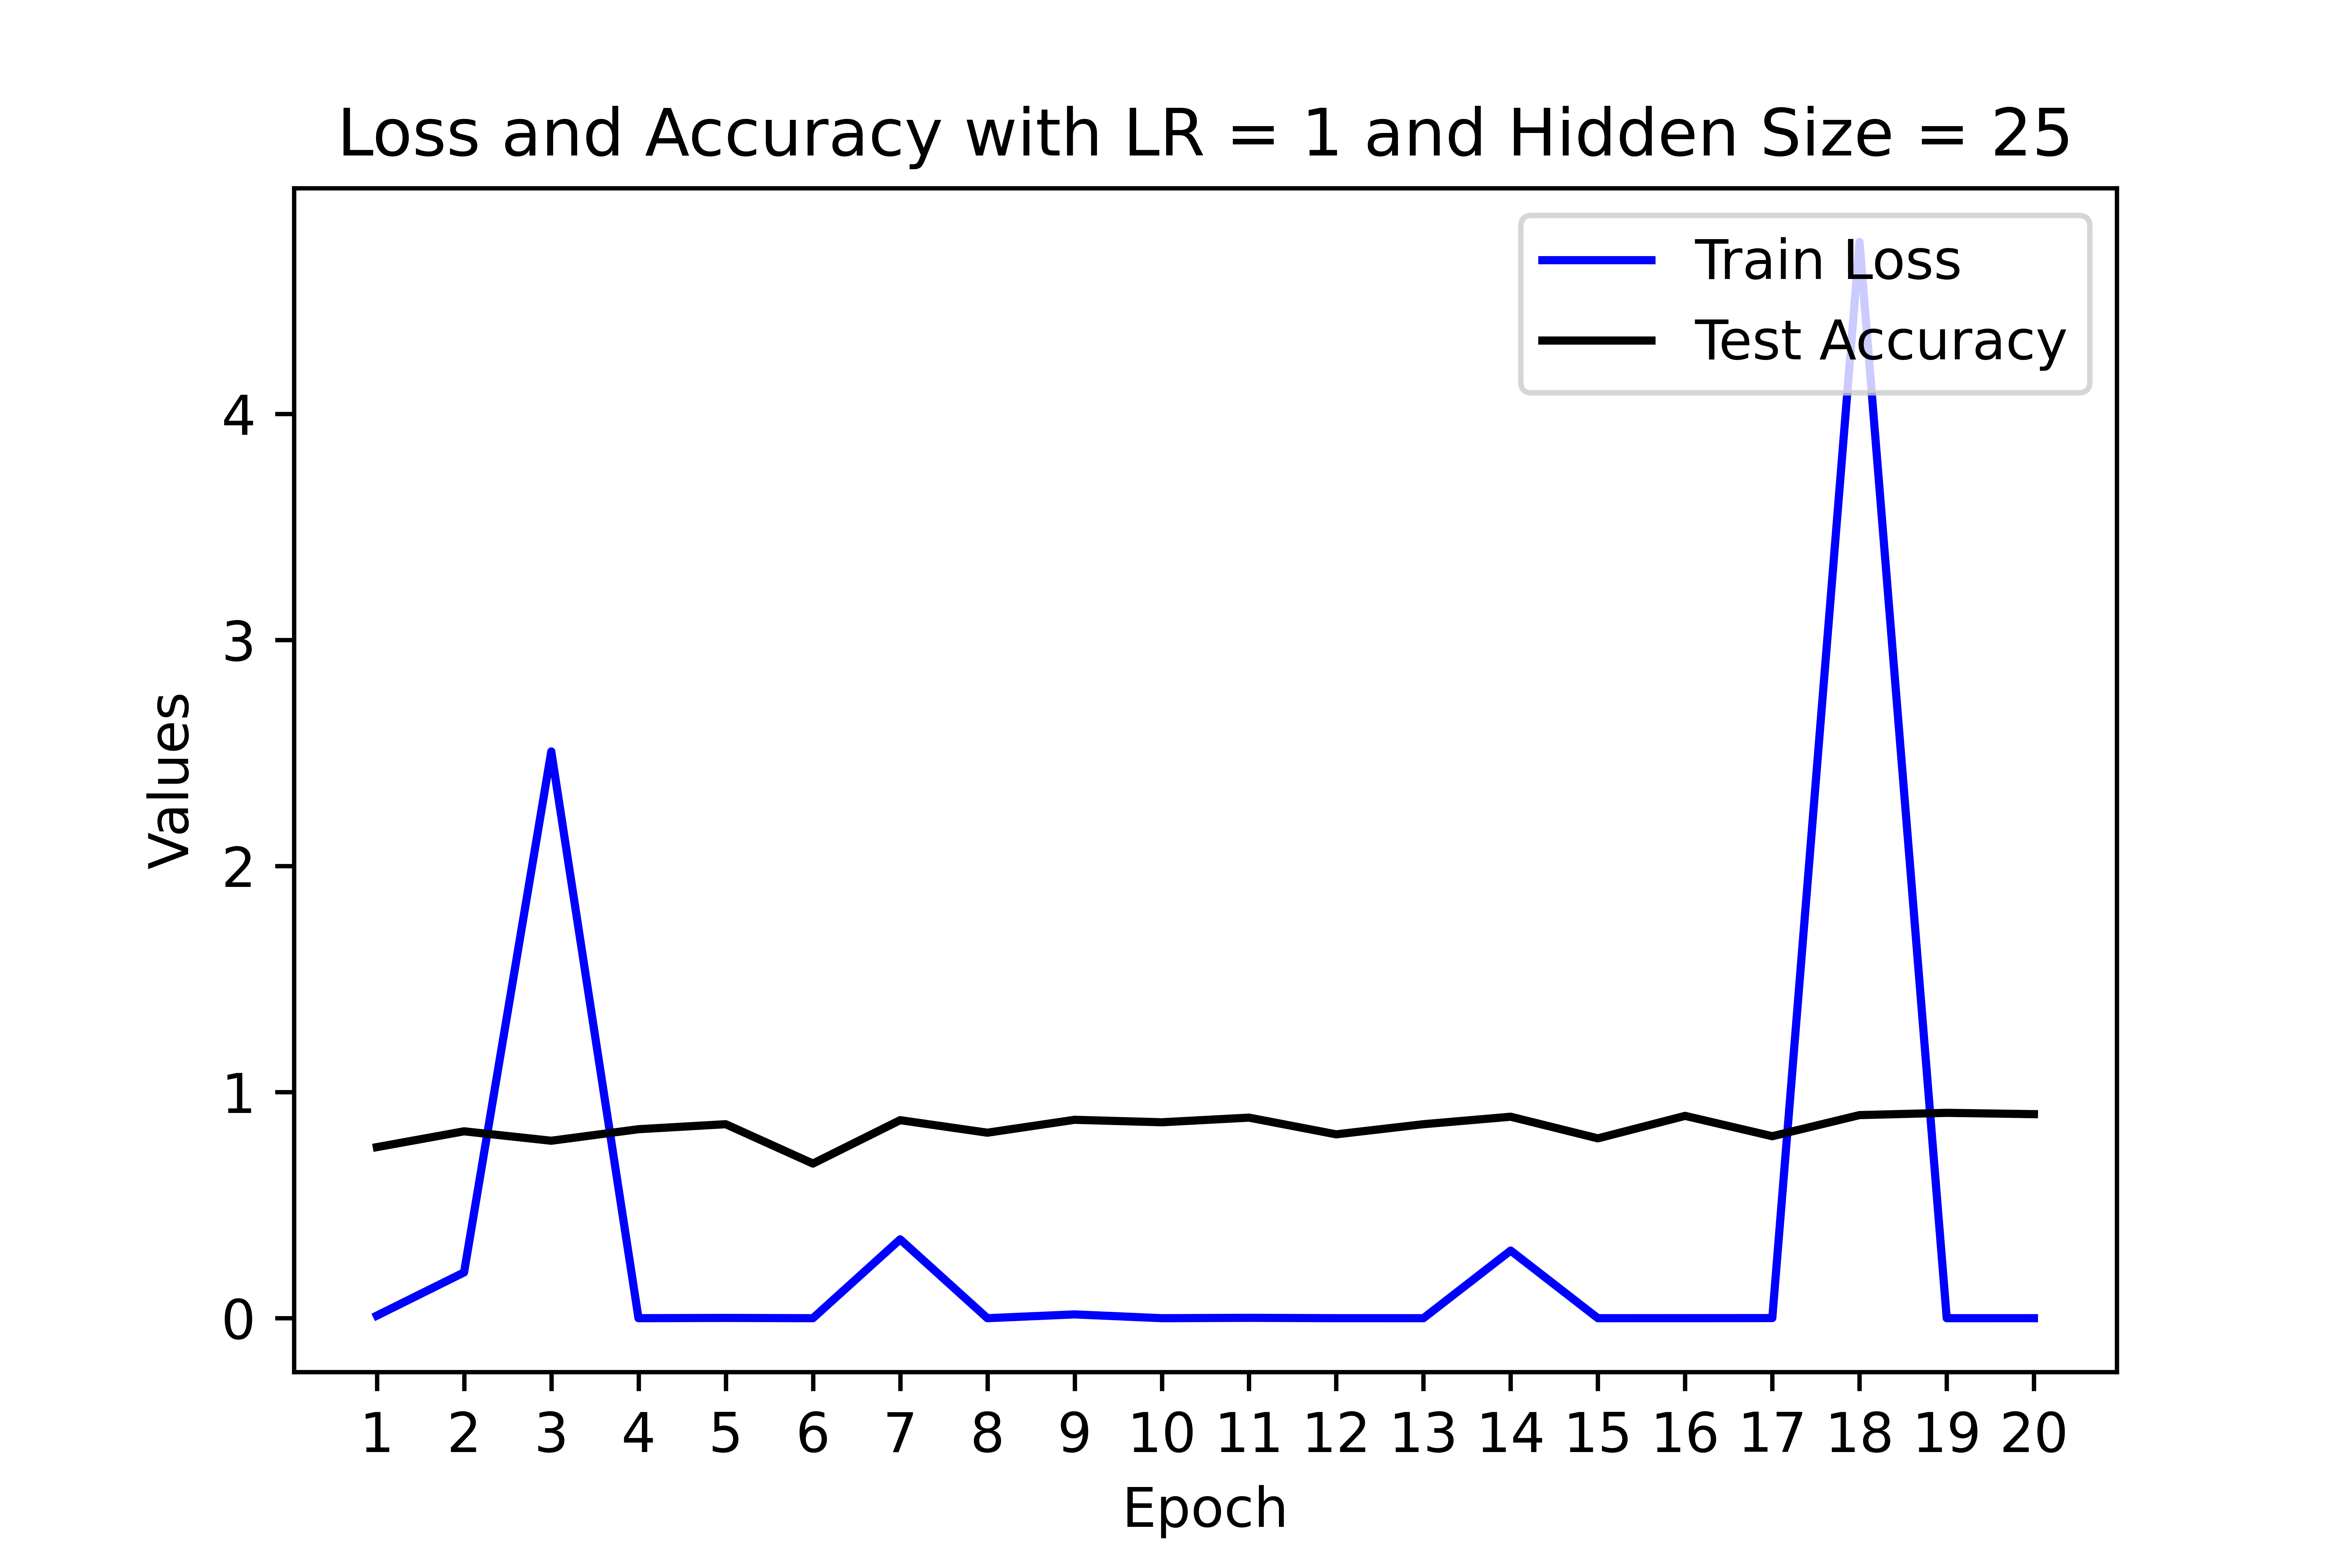 Loss and Accuracy with LR = 1 and Hidden Size = 25
Train Loss
Test Accuracy
4
3
2
1
0
Values
1 2 3 4 5 6 7 8 9 10 11 12 13 14 15 16 17 18 19 20
Epoch